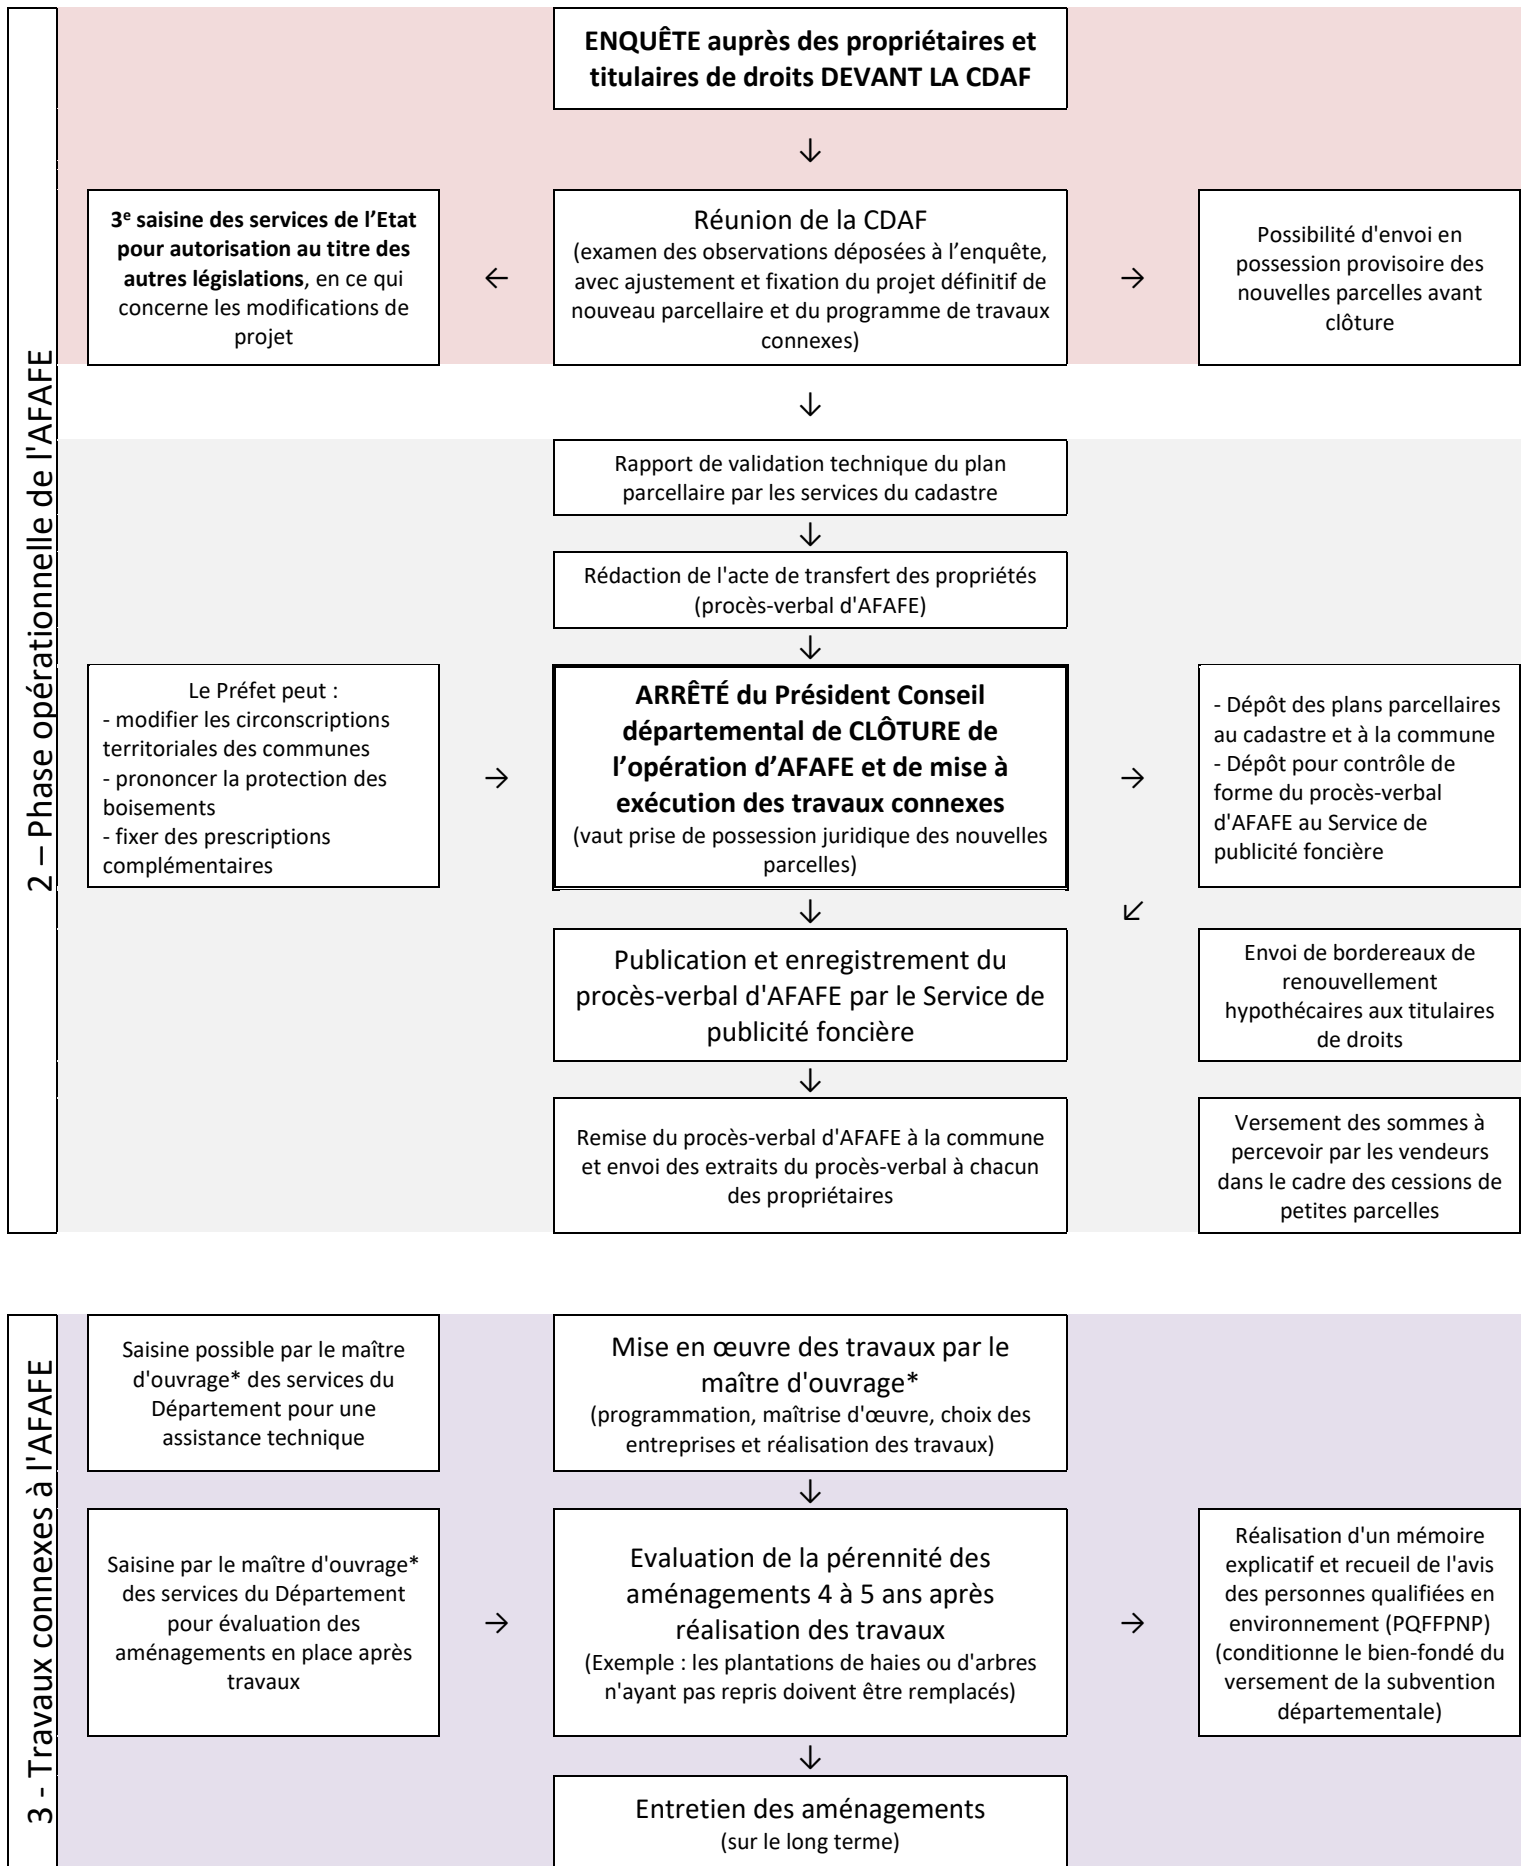 2 – Phase opérationnelle de l'AFAFE
ENQUÊTE auprès des propriétaires et
titulaires de droits DEVANT LA CDAF
↓
3e saisine des services de l’Etat
pour autorisation au titre des
autres législations, en ce qui
concerne les modifications de
projet
←
Réunion de la CDAF
(examen des observations déposées à l’enquête,
avec ajustement et fixation du projet définitif de
nouveau parcellaire et du programme de travaux
connexes)
→
Possibilité d'envoi en
possession provisoire des
nouvelles parcelles avant
clôture
↓
Rapport de validation technique du plan
parcellaire par les services du cadastre
↓
Rédaction de l'acte de transfert des propriétés
(procès-verbal d'AFAFE)
↓
Le Préfet peut :
- modifier les circonscriptions
territoriales des communes
- prononcer la protection des
boisements
- fixer des prescriptions
complémentaires
→
ARRÊTÉ du Président Conseil
départemental de CLÔTURE de
l’opération d’AFAFE et de mise à
exécution des travaux connexes
(vaut prise de possession juridique des nouvelles
parcelles)
→
- Dépôt des plans parcellaires
au cadastre et à la commune
- Dépôt pour contrôle de
forme du procès-verbal
d'AFAFE au Service de
publicité foncière
↓
↙
Publication et enregistrement du
procès-verbal d'AFAFE par le Service de
publicité foncière
Envoi de bordereaux de
renouvellement
hypothécaires aux titulaires
de droits
↓
Remise du procès-verbal d'AFAFE à la commune
et envoi des extraits du procès-verbal à chacun
des propriétaires
Versement des sommes à
percevoir par les vendeurs
dans le cadre des cessions de
petites parcelles
3 - Travaux connexes à l'AFAFE
Saisine possible par le maître
d'ouvrage* des services du
Département pour une
assistance technique
Mise en œuvre des travaux par le
maître d'ouvrage*
(programmation, maîtrise d'œuvre, choix des
entreprises et réalisation des travaux)
↓
Saisine par le maître d'ouvrage*
des services du Département
pour évaluation des
aménagements en place après
travaux
→
Evaluation de la pérennité des
aménagements 4 à 5 ans après
réalisation des travaux
(Exemple : les plantations de haies ou d'arbres
n'ayant pas repris doivent être remplacés)
→
Réalisation d'un mémoire
explicatif et recueil de l'avis
des personnes qualifiées en
environnement (PQFFPNP)
(conditionne le bien-fondé du
versement de la subvention
départementale)
↓
Entretien des aménagements
(sur le long terme)